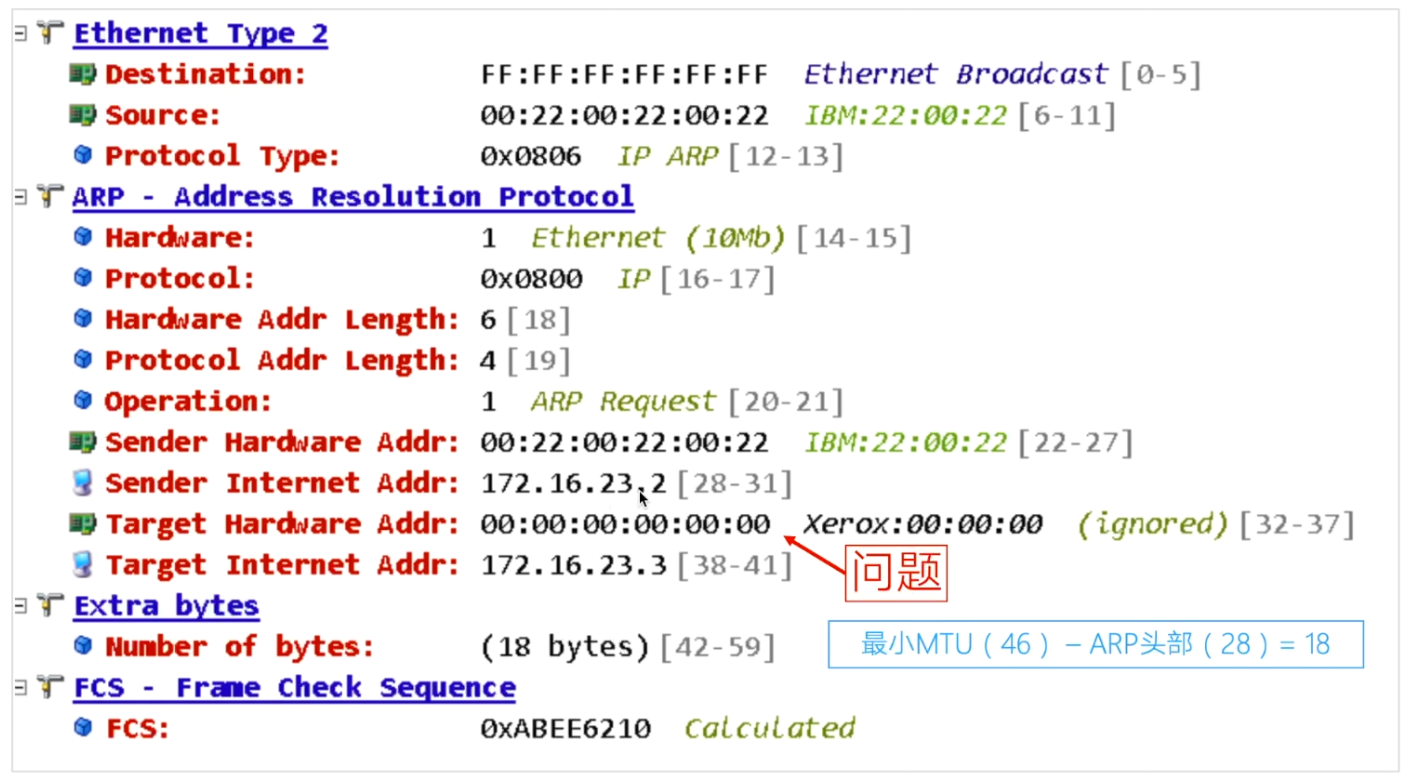 Ethernet Type 2
Destination: FF:FF:FF:FF:FF:FF Ethernet Broadcast [0-5]
Source: 00:22:00:22:00:22 IBM:22:00:22 [6-11]
Protocol Type: 0x0806 IP ARP [12-13]
ARP - Address Resolution Protocol
Hardware: 1 Ethernet (10Mb) [14-15]
Protocol: 0x0800 IP [16-17]
Hardware Addr Length: 6 [18]
Protocol Addr Length: 4 [19]
Operation: 1 ARP Request [20-21]
Sender Hardware Addr: 00:22:00:22:00:22 IBM:22:00:22 [22-27]
Sender Internet Addr: 172.16.23.2 [28-31]
Target Hardware Addr: 00:00:00:00:00:00 Xerox:00:00:00 (ignored) [32-37]
Target Internet Addr: 172.16.23.3 [38-41]
问题
Extra bytes
Number of bytes: (18 bytes) [42-59]
最小MTU（46）– ARP头部（28）= 18
FCS - Frame Check Sequence
FCS: 0xABEE6210 Calculated